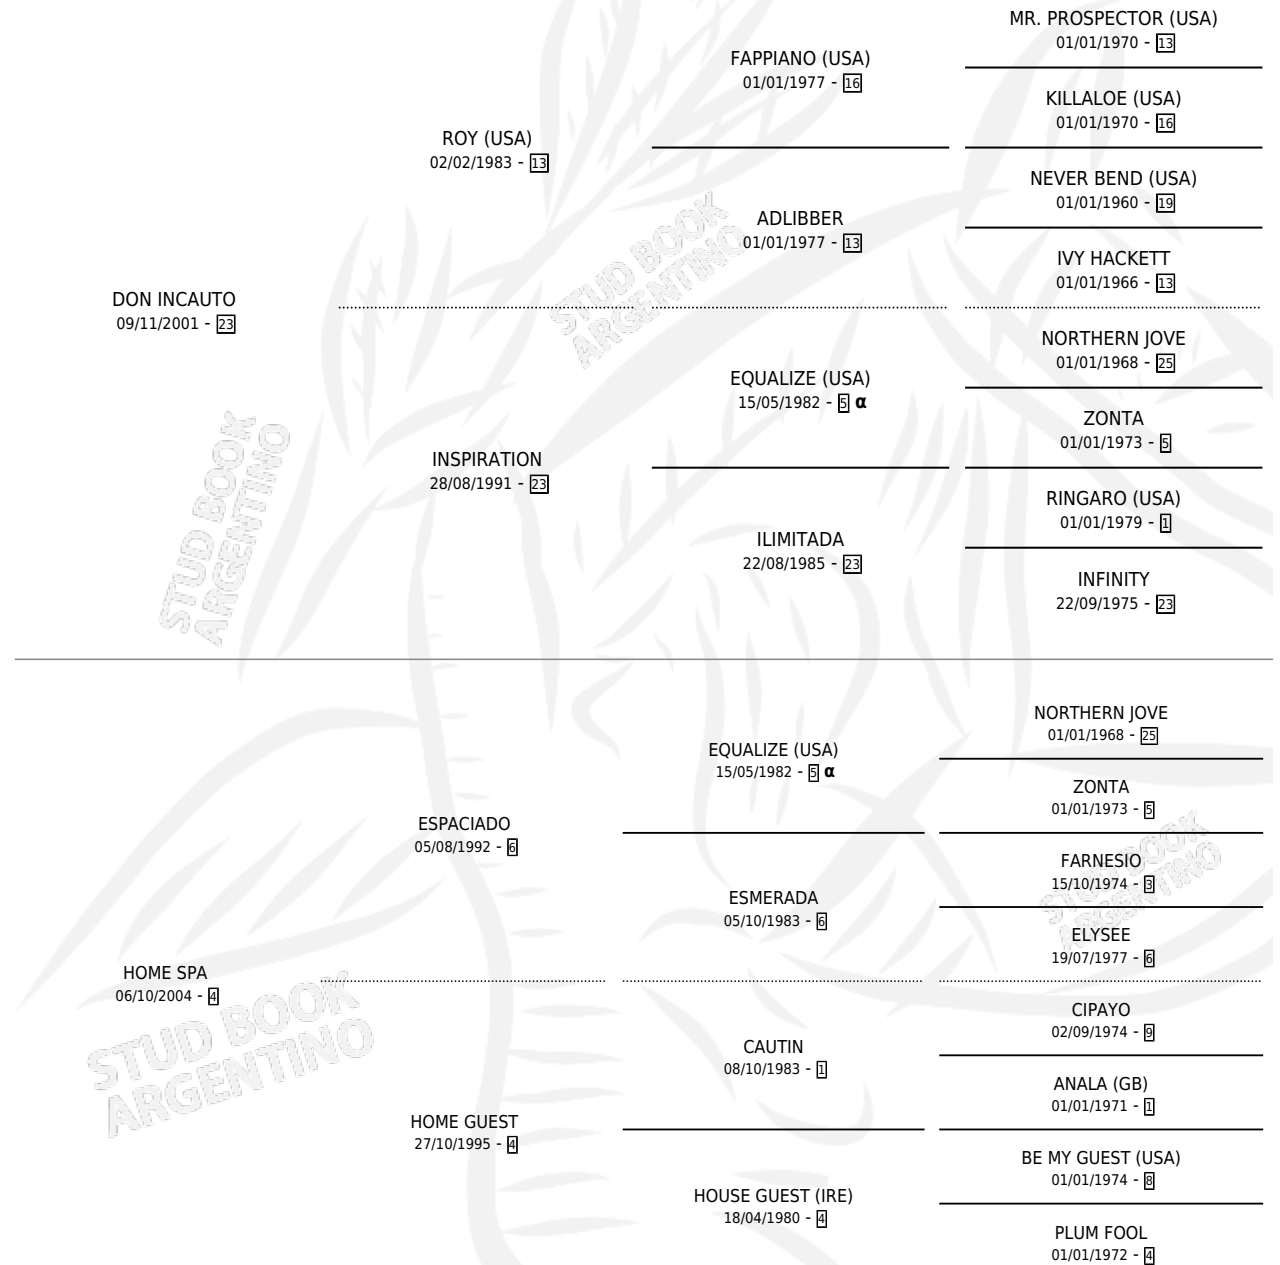 MR. PROSPECTOR (USA)
01/01/1970 - 13
FAPPIANO (USA)
01/01/1977 - 16
KILLALOE (USA)
01/01/1970 - 16
ROY (USA)
02/02/1983 - 13
NEVER BEND (USA)
01/01/1960 - 19
ADLIBBER
01/01/1977 - 13
IVY HACKETT
01/01/1966 - 13
DON INCAUTO
09/11/2001 - 23
NORTHERN JOVE
01/01/1968 - 25
EQUALIZE (USA)
15/05/1982 - 5 α
ZONTA
01/01/1973 - 5
INSPIRATION
28/08/1991 - 23
RINGARO (USA)
01/01/1979 - 1
ILIMITADA
22/08/1985 - 23
INFINITY
22/09/1975 - 23
NORTHERN JOVE
01/01/1968 - 25
EQUALIZE (USA)
15/05/1982 - 5 α
ZONTA
01/01/1973 - 5
ESPACIADO
05/08/1992 - 6
FARNESIO
15/10/1974 - 3
ESMERADA
05/10/1983 - 6
ELYSEE
19/07/1977 - 6
HOME SPA
06/10/2004 - 4
CIPAYO
02/09/1974 - 9
CAUTIN
08/10/1983 - 1
ANALA (GB)
01/01/1971 - 1
HOME GUEST
27/10/1995 - 4
BE MY GUEST (USA)
01/01/1974 - 8
HOUSE GUEST (IRE)
18/04/1980 - 4
PLUM FOOL
01/01/1972 - 4
STUD BOOK
ARGENTINO
STUD BOOK
ARGENTINO
STUD BOOK
ARGENTINO
STUD BOOK
ARGENTINO